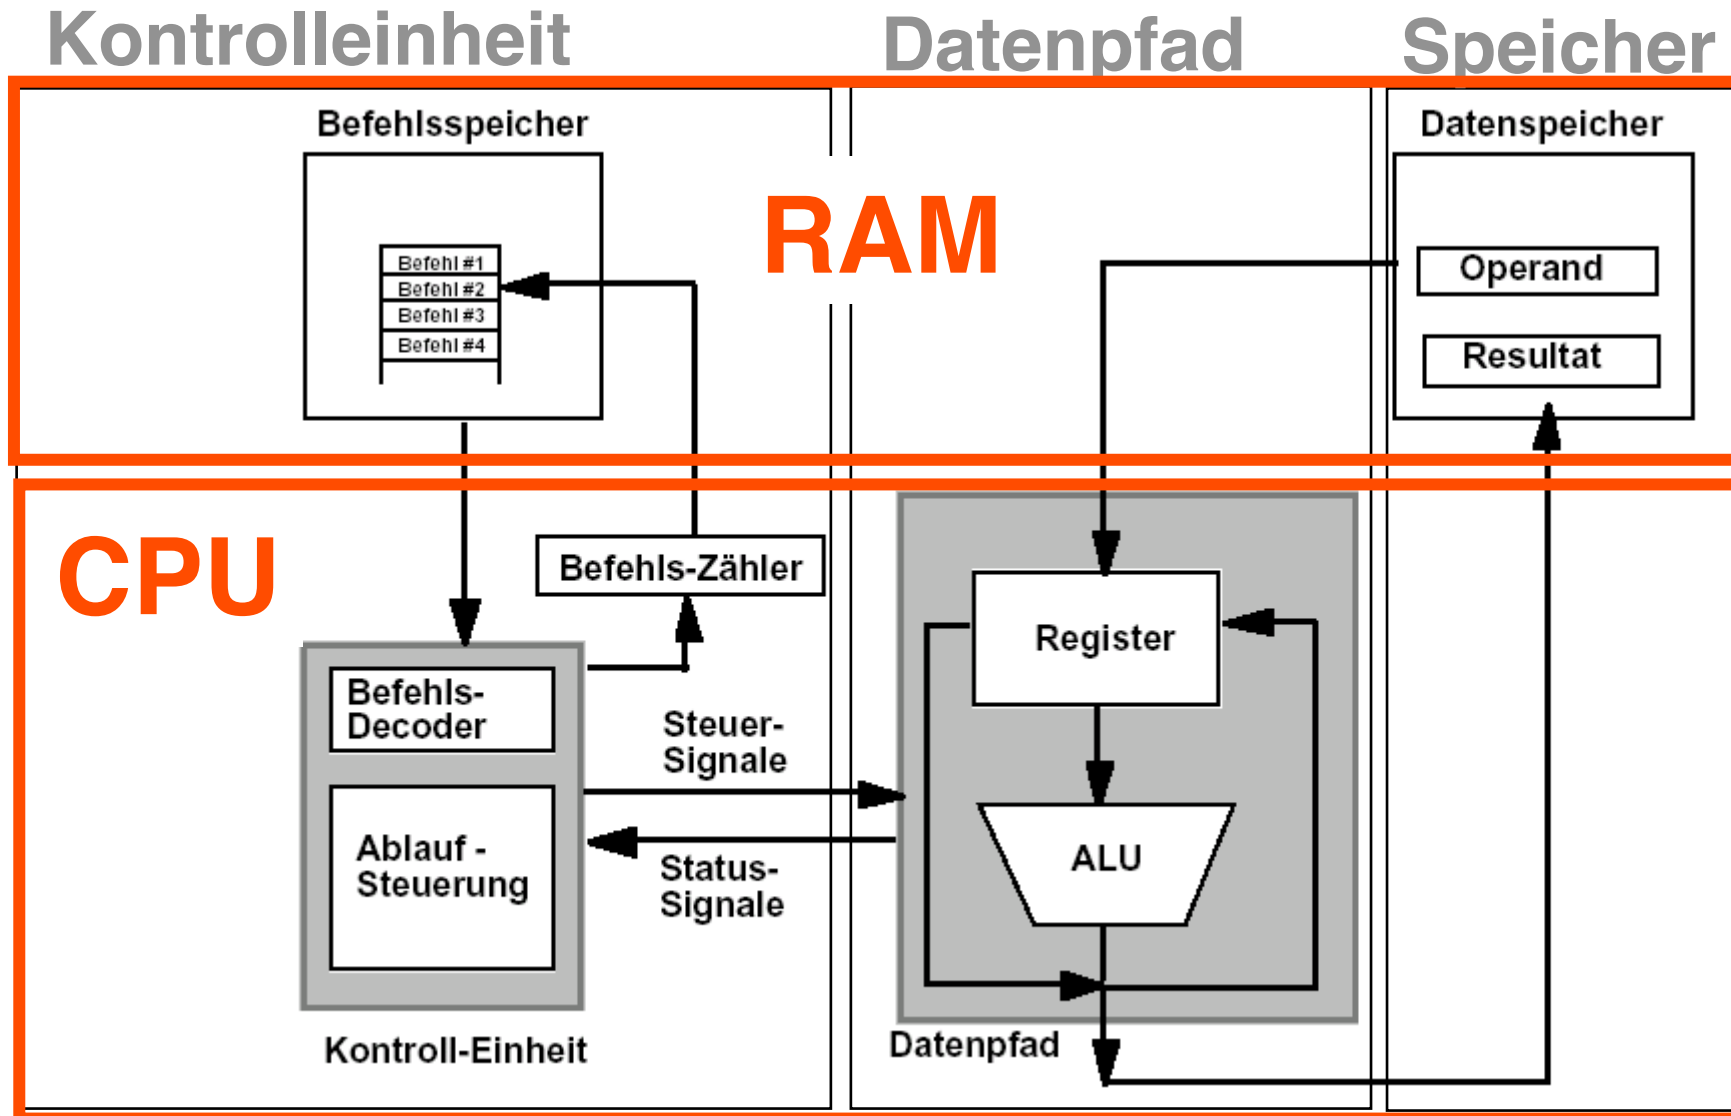 Kontrolleinheit
Datenpfad
Speicher
Befehlsspeicher
Datenspeicher
RAM
Befehl #1
Befehl #2
Befehl #3
Befehl #4
Operand
Resultat
CPU
Befehls-Zähler
Register
Befehls-
Decoder
Steuer-
Signale
Ablauf -
Steuerung
ALU
Status-
Signale
Kontroll-Einheit
Datenpfad